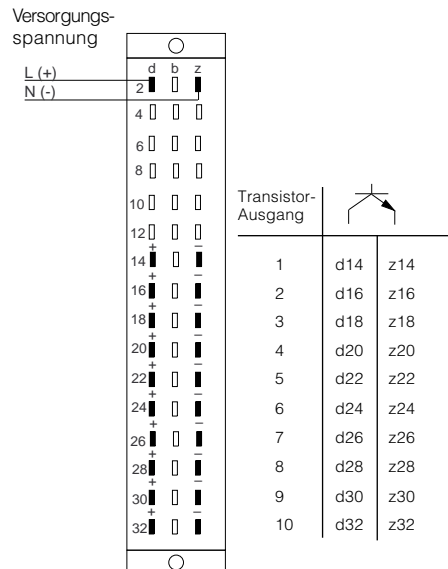 Versorgungs-
spannung
L (+)
N (-)
d b z
2
4
6
8
10
12
+ –
14
+ –
16
+ –
18
+ –
20
+ –
22
+ –
24
+ –
26
+ –
28
+ –
30
+ –
32
Transistor-
Ausgang
1 d14 z14
2 d16 z16
3 d18 z18
4 d20 z20
5 d22 z22
6 d24 z24
7 d26 z26
8 d28 z28
9 d30 z30
10 d32 z32